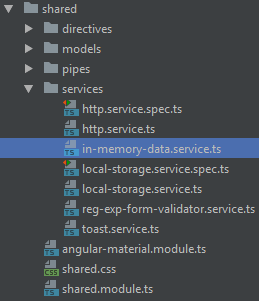 shared
directives
models
pipes
services
http.service.spec.ts
http.service.ts
in-memory-data.service.ts
local-storage.service.spec.ts
local-storage.service.ts
reg-exp-form-validator.service.ts
toast.service.ts
angular-material.module.ts
shared.css
shared.module.ts